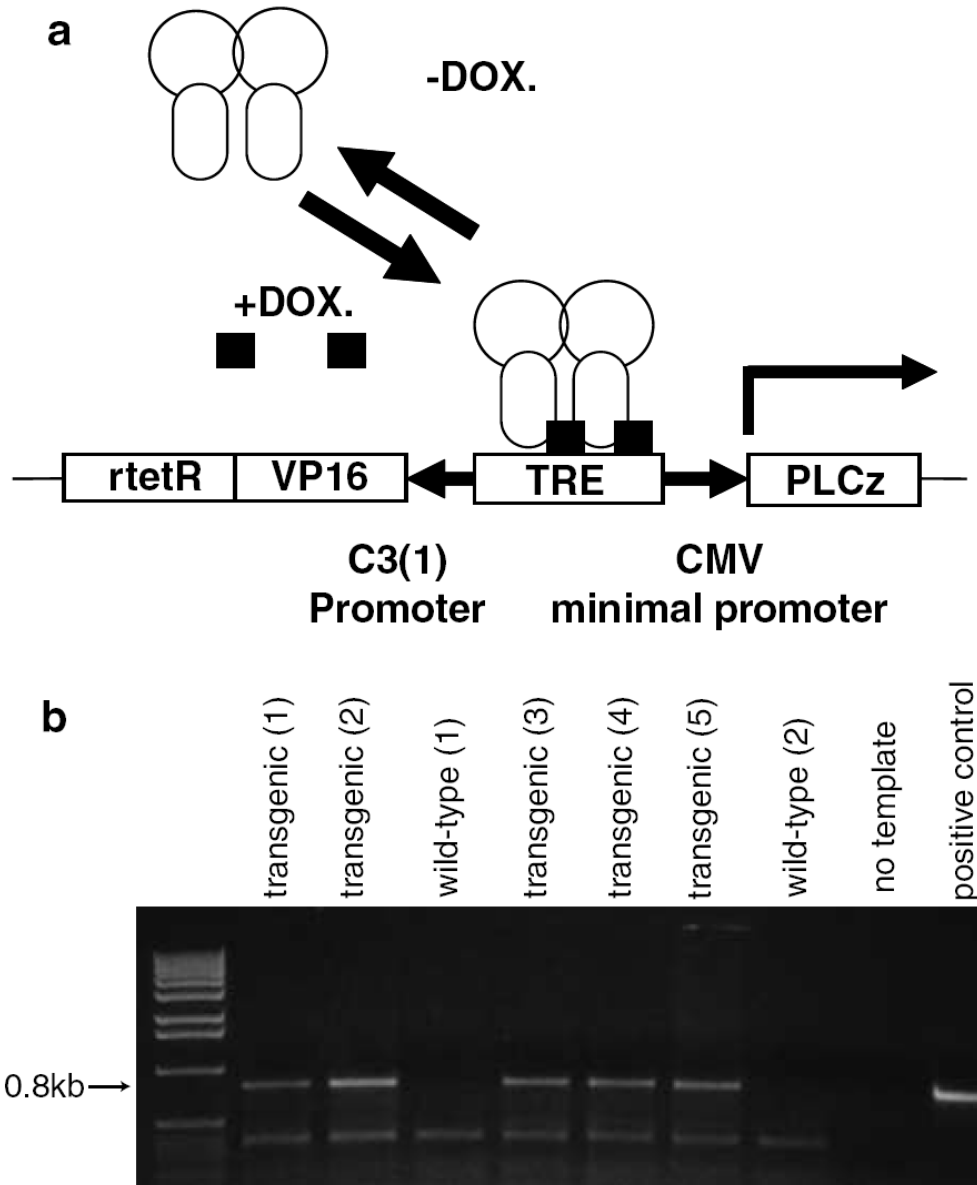 a
-DOX.
+DOX.
rtetR VP16 TRE PLCz
C3(1) Promoter
CMV minimal promoter
b
transgenic (1)
transgenic (2)
wild-type (1)
transgenic (3)
transgenic (4)
transgenic (5)
wild-type (2)
no template
positive control
0.8kb